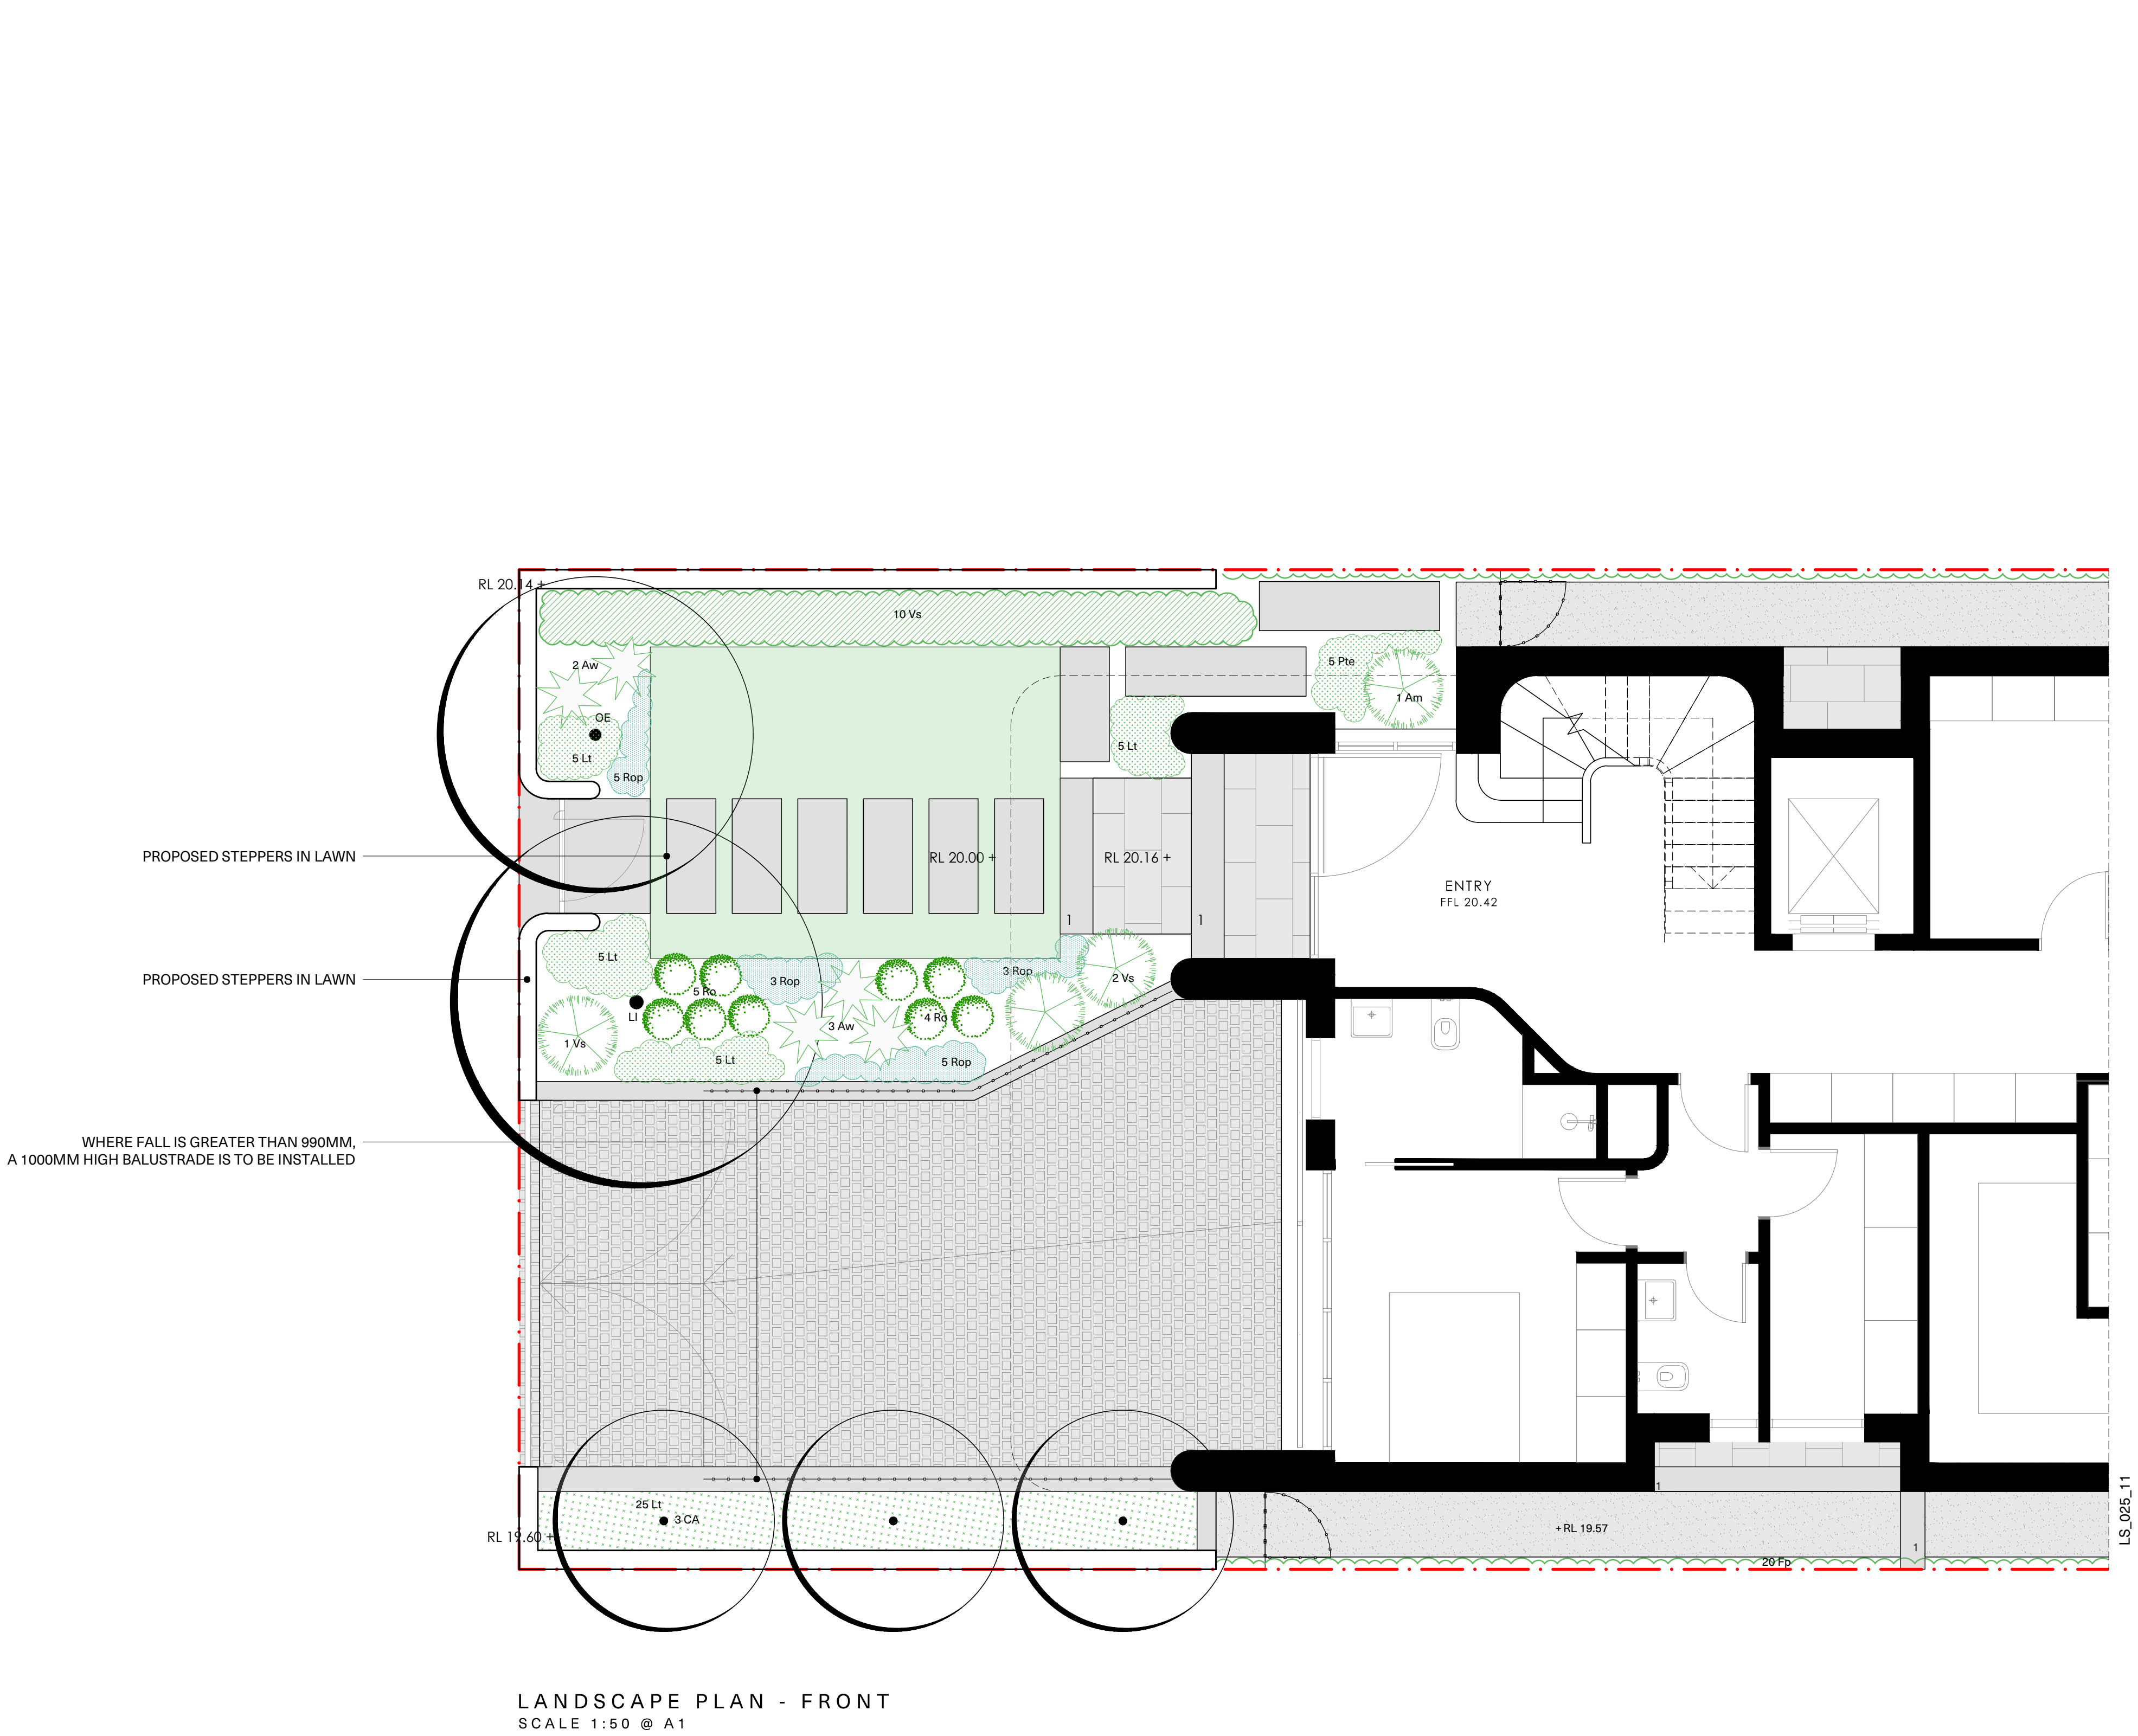 RL 20.14 +
10 Vs
2 Aw
5 Pte
1 Am
OE
5 Lt
5 Lt
5 Rop
PROPOSED STEPPERS IN LAWN
RL 20.00 +
RL 20.16 +
ENTRY
FFL 20.42
1
1
PROPOSED STEPPERS IN LAWN
5 Lt
5 Ro
3 Rop
3 Rop
2 Vs
LI
3 Aw
4 Ro
1 Vs
5 Lt
5 Rop
WHERE FALL IS GREATER THAN 990MM,
A 1000MM HIGH BALUSTRADE IS TO BE INSTALLED
1
25 Lt
3 CA
RL 19.60 +
+RL 19.57
1
20 Fp
LS_025_11
LANDSCAPE PLAN - FRONT
SCALE 1:50 @ A1